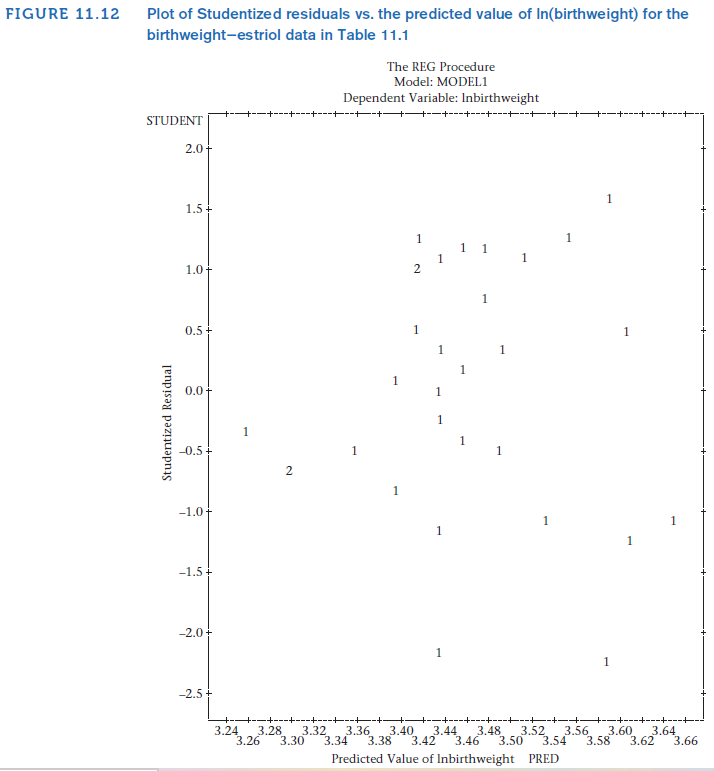 FIGURE 11.12 Plot of Studentized residuals vs. the predicted value of ln(birthweight) for the
birthweight–estriol data in Table 11.1
The REG Procedure
Model: MODEL1
Dependent Variable: lnbirthweight
STUDENT
Studentized Residual
2.0
1
1.5
1 1
1 1
1 1
1.0 2
1
0.5 1 1
1 1
1
1
0.0 1
1
1
1
–0.5 1 1
2
1
–1.0
1 1
1
1
–1.5
–2.0
1
1
–2.5
3.24 3.28 3.32 3.36 3.40 3.44 3.48 3.52 3.56 3.60 3.64
3.26 3.30 3.34 3.38 3.42 3.46 3.50 3.54 3.58 3.62 3.66
Predicted Value of lnbirthweight PRED